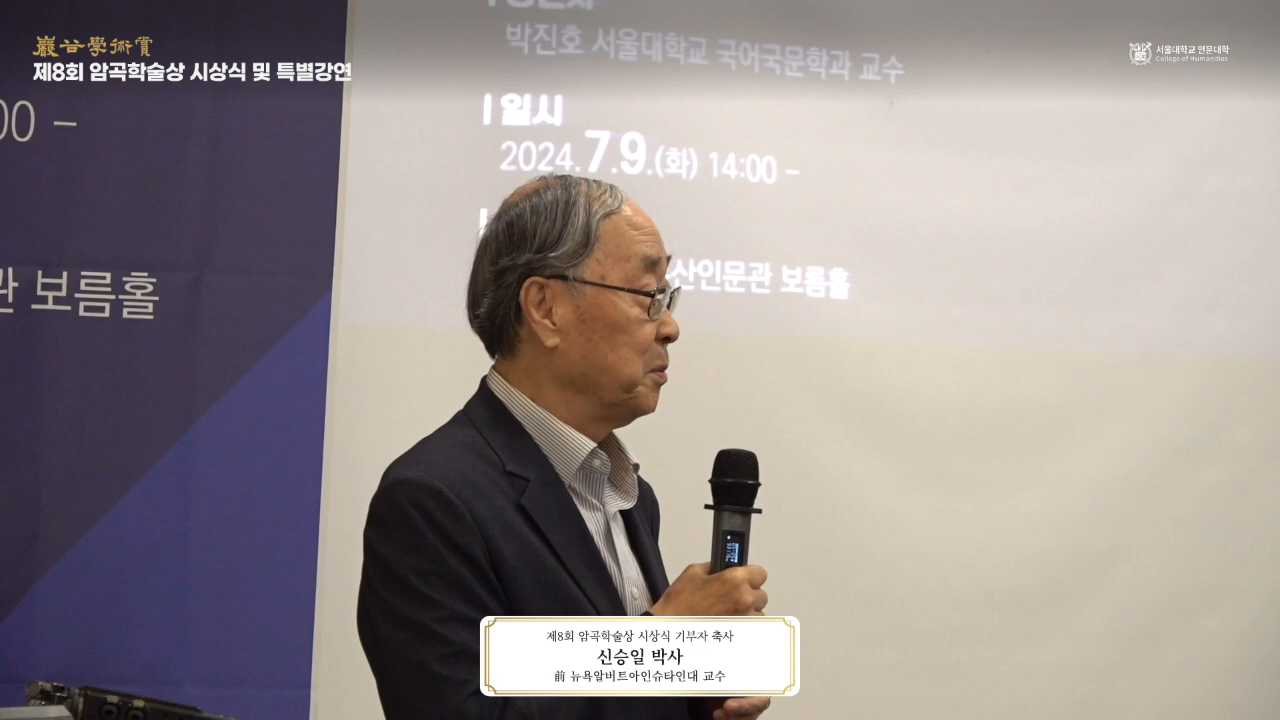 巖谷學術賞
제8회 암곡학술상 시상식 및 특별강연
서울대학교 인문대학
College of Humanities
박진호 서울대학교 국어국문학과 교수
일시
2024.7.9.(화) 14:00 -
산인문관 보름홀
00 -
관 보름홀
제8회 암곡학술상 시상식 기부자 축사
신승일 박사
前 뉴욕알버트아인슈타인대 교수